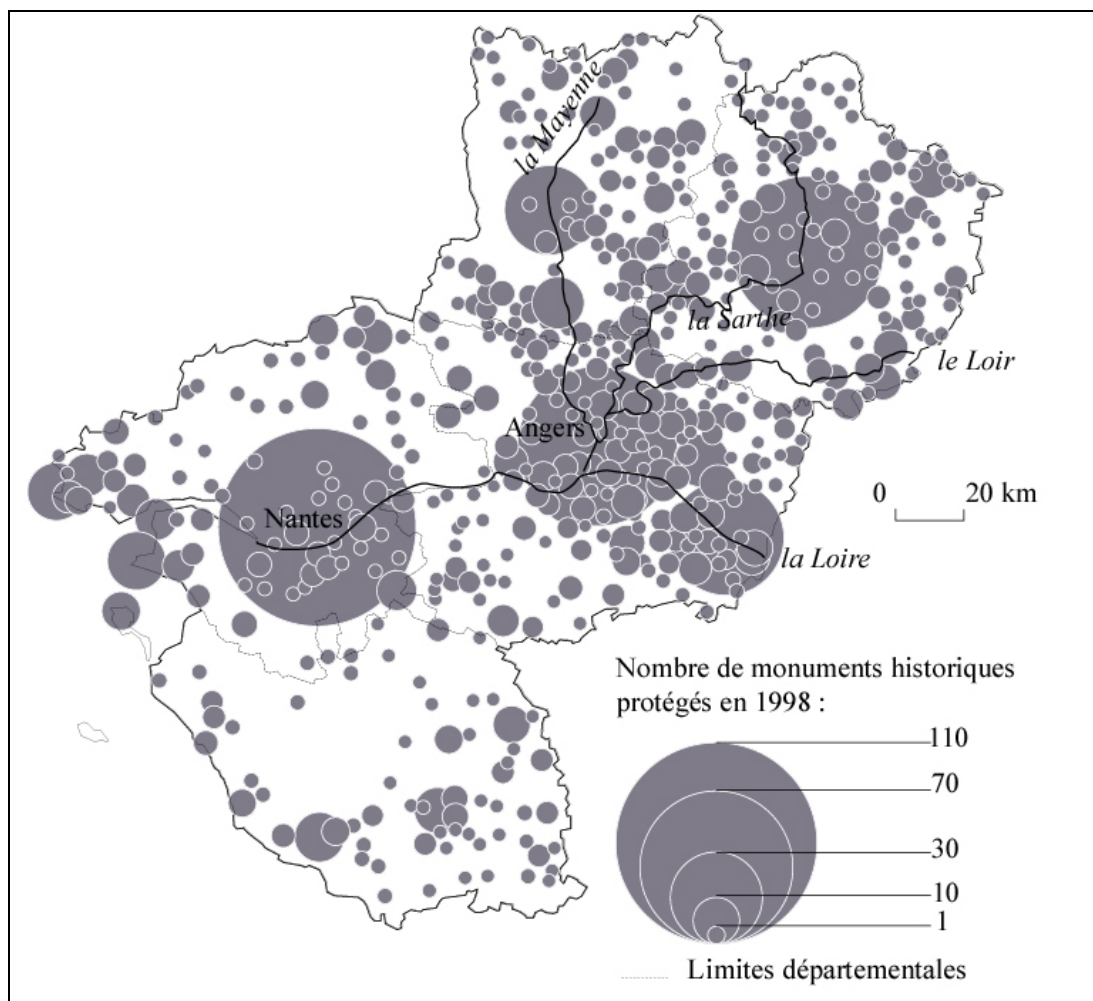 la Mayenne
la Sarthe
le Loir
Angers
0 20 km
Nantes
la Loire
Nombre de monuments historiques
protégés en 1998 :
110
70
30
10
1
Limites départementales